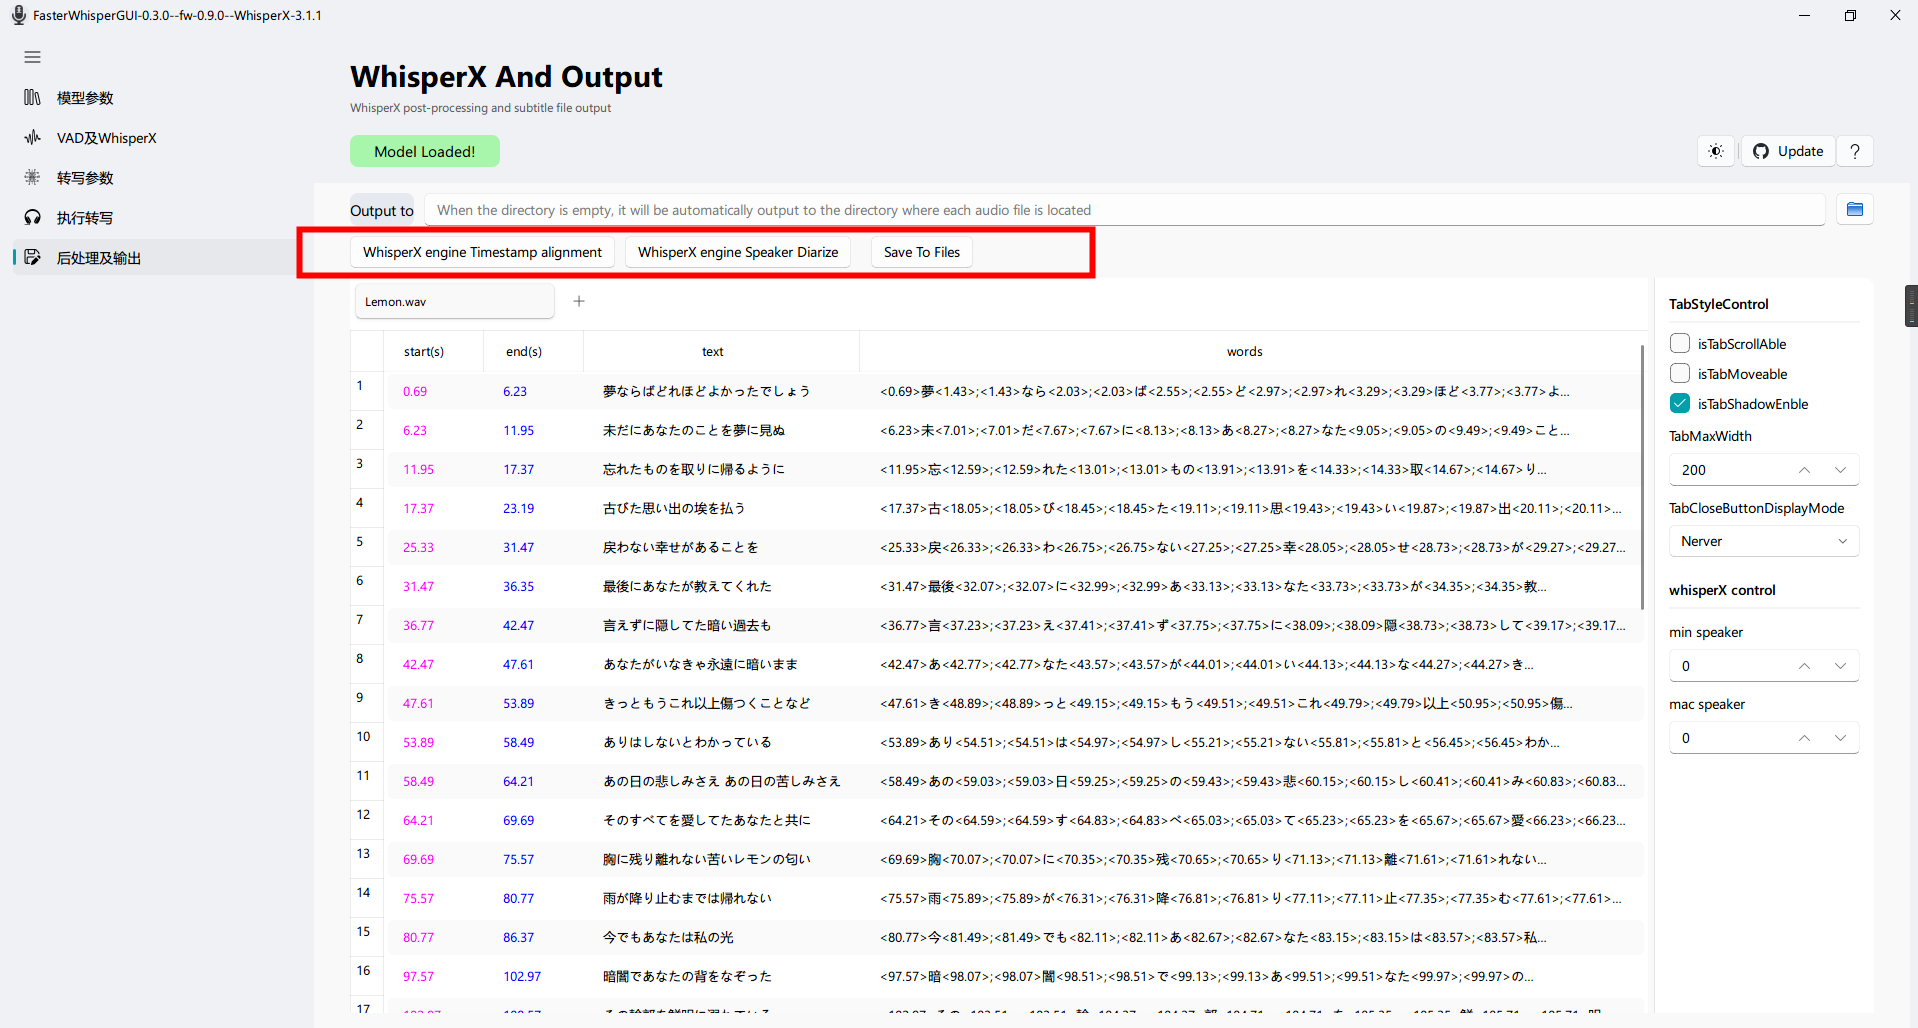 FasterWhisperGUI-0.3.0--fw-0.9.0--WhisperX-3.1.1
模型参数
VAD及WhisperX
转写参数
执行转写
后处理及输出
WhisperX And Output
WhisperX post-processing and subtitle file output
Model Loaded!
Update ?
Output to When the directory is empty, it will be automatically output to the directory where each audio file is located
WhisperX engine Timestamp alignment WhisperX engine Speaker Diarize Save To Files
Lemon.wav +
start(s) end(s) text words
1 0.69 6.23 夢ならばどれほどよかったでしょう <0.69>夢<1.43>;<1.43>なら<2.03>;<2.03>ば<2.55>;<2.55>ど<2.97>;<2.97>れ<3.29>;<3.29>ほど<3.77>;<3.77>よ...
2 6.23 11.95 未だにあなたのことを夢に見ぬ <6.23>未<7.01>;<7.01>だ<7.67>;<7.67>に<8.13>;<8.13>あ<8.27>;<8.27>なた<9.05>;<9.05>の<9.49>;<9.49>こと...
3 11.95 17.37 忘れたものを取りに帰るように <11.95>忘<12.59>;<12.59>れた<13.01>;<13.01>もの<13.91>;<13.91>を<14.33>;<14.33>取<14.67>;<14.67>り...
4 17.37 23.19 古びた思い出の埃を払う <17.37>古<18.05>;<18.05>び<18.45>;<18.45>た<19.11>;<19.11>思<19.43>;<19.43>い<19.87>;<19.87>出<20.11>;<20.11>...
5 25.33 31.47 戻わない幸せがあることを <25.33>戻<26.33>;<26.33>わ<26.75>;<26.75>ない<27.25>;<27.25>幸<28.05>;<28.05>せ<28.73>;<28.73>が<29.27>;<29.27...
6 31.47 36.35 最後にあなたが教えてくれた <31.47>最後<32.07>;<32.07>に<32.99>;<32.99>あ<33.13>;<33.13>なた<33.73>;<33.73>が<34.35>;<34.35>教...
7 36.77 42.47 言えずに隠してた暗い過去も <36.77>言<37.23>;<37.23>え<37.41>;<37.41>ず<37.75>;<37.75>に<38.09>;<38.09>隠<38.73>;<38.73>して<39.17>;<39.17...
8 42.47 47.61 あなたがいなきゃ永遠に暗いまま <42.47>あ<42.77>;<42.77>なた<43.57>;<43.57>が<44.01>;<44.01>い<44.13>;<44.13>な<44.27>;<44.27>き...
9 47.61 53.89 きっともうこれ以上傷つくことなど <47.61>き<48.89>;<48.89>っと<49.15>;<49.15>もう<49.51>;<49.51>これ<49.79>;<49.79>以上<50.95>;<50.95>傷...
10 53.89 58.49 ありはしないとわかっている <53.89>あり<54.51>;<54.51>は<54.97>;<54.97>し<55.21>;<55.21>ない<55.81>;<55.81>と<56.45>;<56.45>わか...
11 58.49 64.21 あの日の悲しみさえ あの日の苦しみさえ <58.49>あの<59.03>;<59.03>日<59.25>;<59.25>の<59.43>;<59.43>悲<60.15>;<60.15>し<60.41>;<60.41>み<60.83>;<60.83...
12 64.21 69.69 そのすべてを愛してたあなたと共に <64.21>その<64.59>;<64.59>す<64.83>;<64.83>べ<65.03>;<65.03>て<65.23>;<65.23>を<65.67>;<65.67>愛<66.23>;<66.23...
13 69.69 75.57 胸に残り離れない苦いレモンの匂い <69.69>胸<70.07>;<70.07>に<70.35>;<70.35>残<70.65>;<70.65>り<71.13>;<71.13>離<71.61>;<71.61>れない...
14 75.57 80.77 雨が降り止むまでは帰れない <75.57>雨<75.89>;<75.89>が<76.31>;<76.31>降<76.81>;<76.81>り<77.11>;<77.11>止<77.35>;<77.35>む<77.61>;<77.61>...
15 80.77 86.37 今でもあなたは私の光 <80.77>今<81.49>;<81.49>でも<82.11>;<82.11>あ<82.67>;<82.67>なた<83.15>;<83.15>は<83.57>;<83.57>私...
16 97.57 102.97 暗闇であなたの背をなぞった <97.57>暗<98.07>;<98.07>闇<98.51>;<98.51>で<99.13>;<99.13>あ<99.51>;<99.51>なた<99.97>;<99.97>の...
17
TabStyleControl
isTabScrollAble
isTabMoveable
isTabShadowEnble
TabMaxWidth
200
TabCloseButtonDisplayMode
Nerver
whisperX control
min speaker
0
mac speaker
0